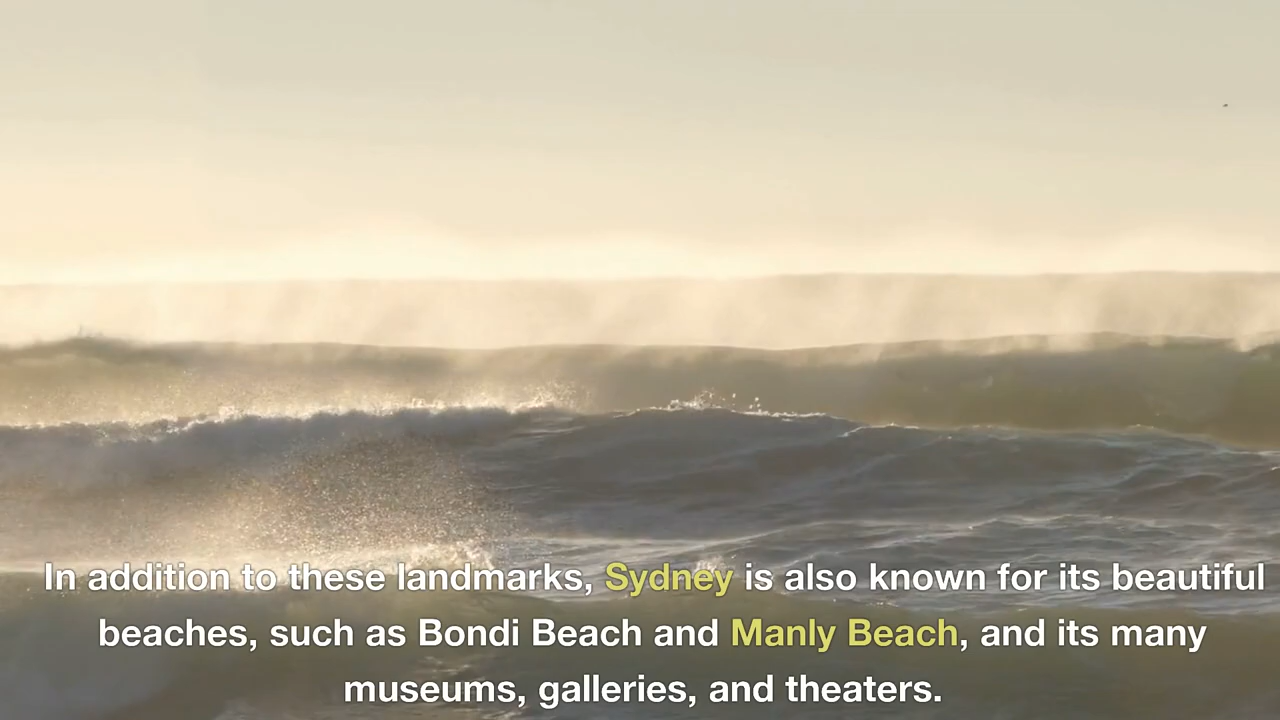 In addition to these landmarks, Sydney is also known for its beautiful
beaches, such as Bondi Beach and Manly Beach, and its many
museums, galleries, and theaters.